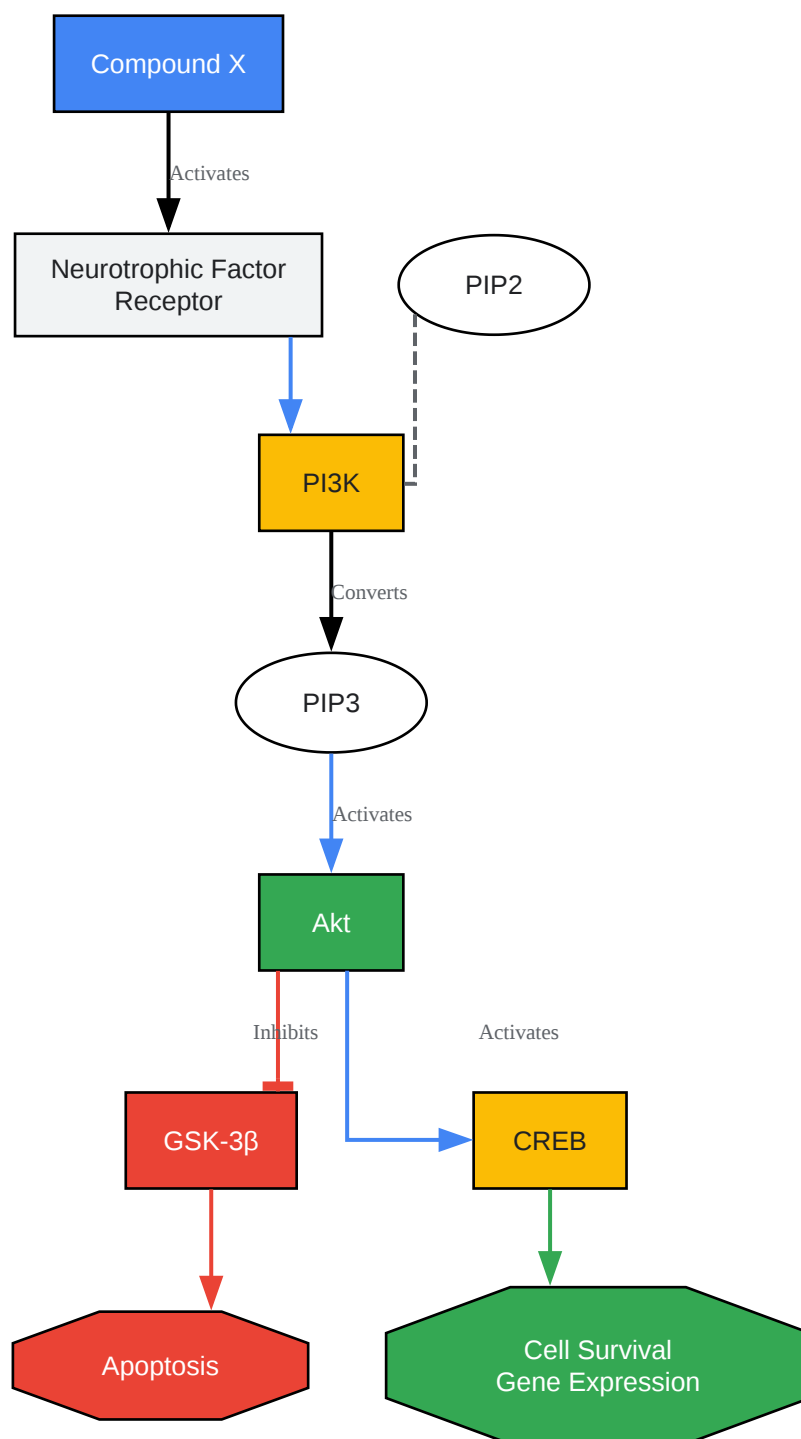 Compound X
Activates
Neurotrophic Factor
Receptor
PIP2
PI3K
Converts
PIP3
Activates
Akt
Inhibits
Activates
GSK-3β
CREB
Apoptosis
Cell Survival
Gene Expression